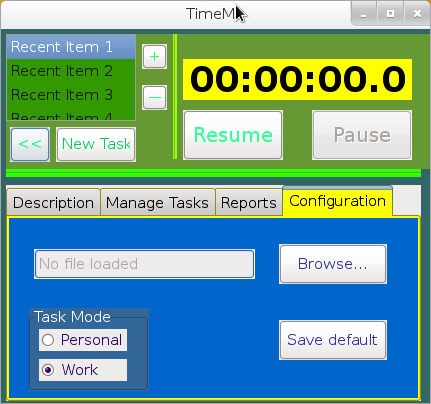 TimeM
Recent Item 1
Recent Item 2
Recent Item 3
Recent Item 4
+
—
00:00:00.0
<<
New Task
Resume
Pause
Description
Manage Tasks
Reports
Configuration
No file loaded
Browse...
Task Mode
Personal
Work
Save default